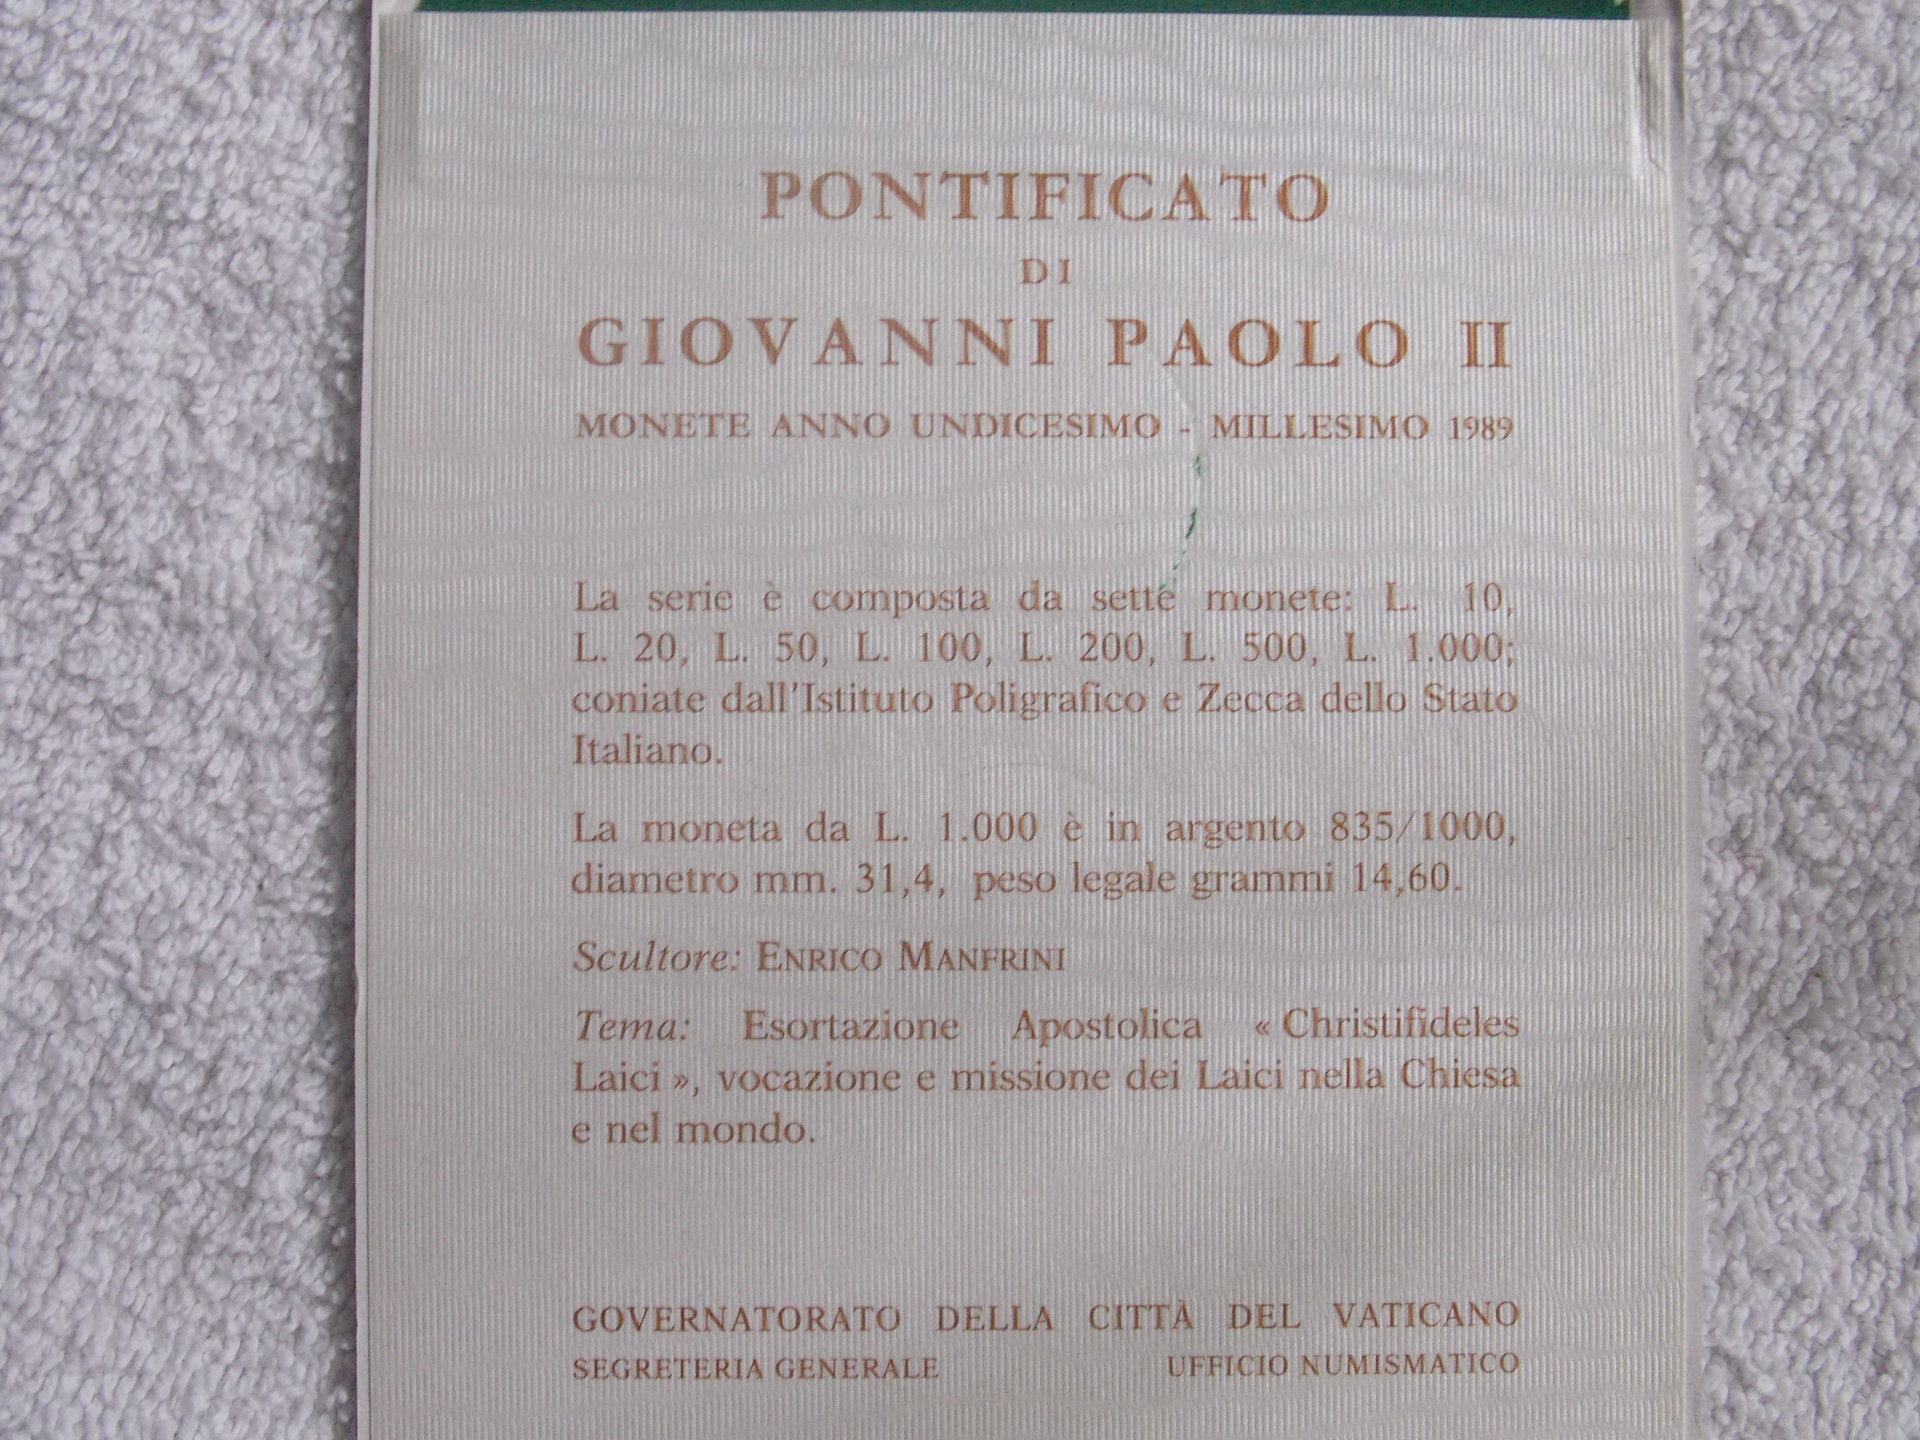 PONTIFICATO
DI
GIOVANNI PAOLO II
MONETE ANNO UNDICESIMO - MILLESIMO 1989
La serie è composta da sette monete: L. 10,
L. 20, L. 50, L. 100, L. 200, L. 500, L. 1.000;
coniate dall'Istituto Poligrafico e Zecca dello Stato
Italiano.
La moneta da L. 1.000 è in argento 835/1000,
diametro mm. 31,4, peso legale grammi 14,60.
Scultore: ENRICO MANFRINI
Tema: Esortazione Apostolica « Christifideles
Laici », vocazione e missione dei Laici nella Chiesa
e nel mondo.
GOVERNATORATO DELLA CITTÀ DEL VATICANO
SEGRETERIA GENERALE UFFICIO NUMISMATICO